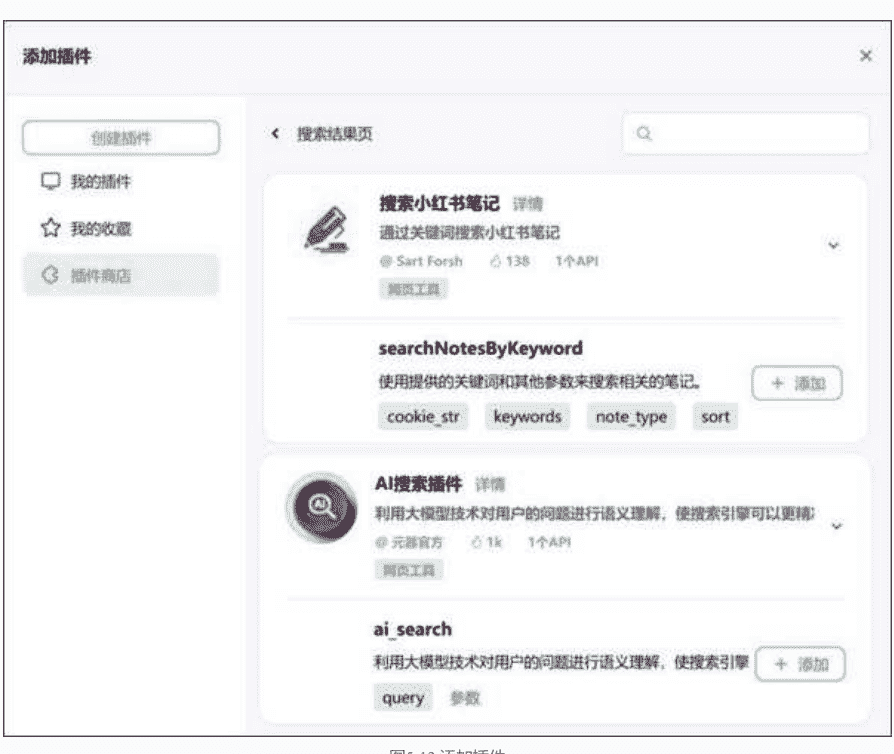 添加插件
创建插件
我的插件
我的收藏
插件商店
搜索结果页
搜索小红书笔记 详情
通过关键词搜索小红书笔记
@ Sart Forsh 138 1个API
网页工具
searchNotesByKeyword
使用提供的关键词和其他参数来搜索相关的笔记。
+ 添加
cookie_str keywords note_type sort
AI搜索插件 详情
利用大模型技术对用户的问题进行语义理解，使搜索引擎可以更精
@ 元器官方 1k 1个API
网页工具
ai_search
利用大模型技术对用户的问题进行语义理解，使搜索引擎
+ 添加
query 参数
添加插件